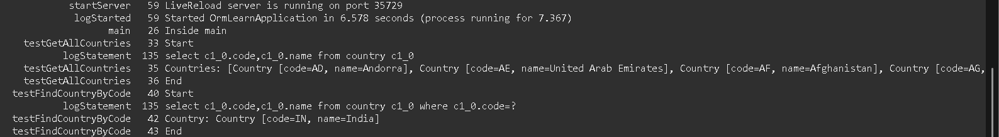 startServer 59 LiveReload server is running on port 35729
logStarted 59 Started OrmLearnApplication in 6.578 seconds (process running for 7.367)
main 26 Inside main
testGetAllCountries 33 Start
logStatement 135 select c1_0.code,c1_0.name from country c1_0
testGetAllCountries 35 Countries: [Country [code=AD, name=Andorra], Country [code=AE, name=United Arab Emirates], Country [code=AF, name=Afghanistan], Country [code=AG,
testGetAllCountries 36 End
testFindCountryByCode 40 Start
logStatement 135 select c1_0.code,c1_0.name from country c1_0 where c1_0.code=?
testFindCountryByCode 42 Country: Country [code=IN, name=India]
testFindCountryByCode 43 End